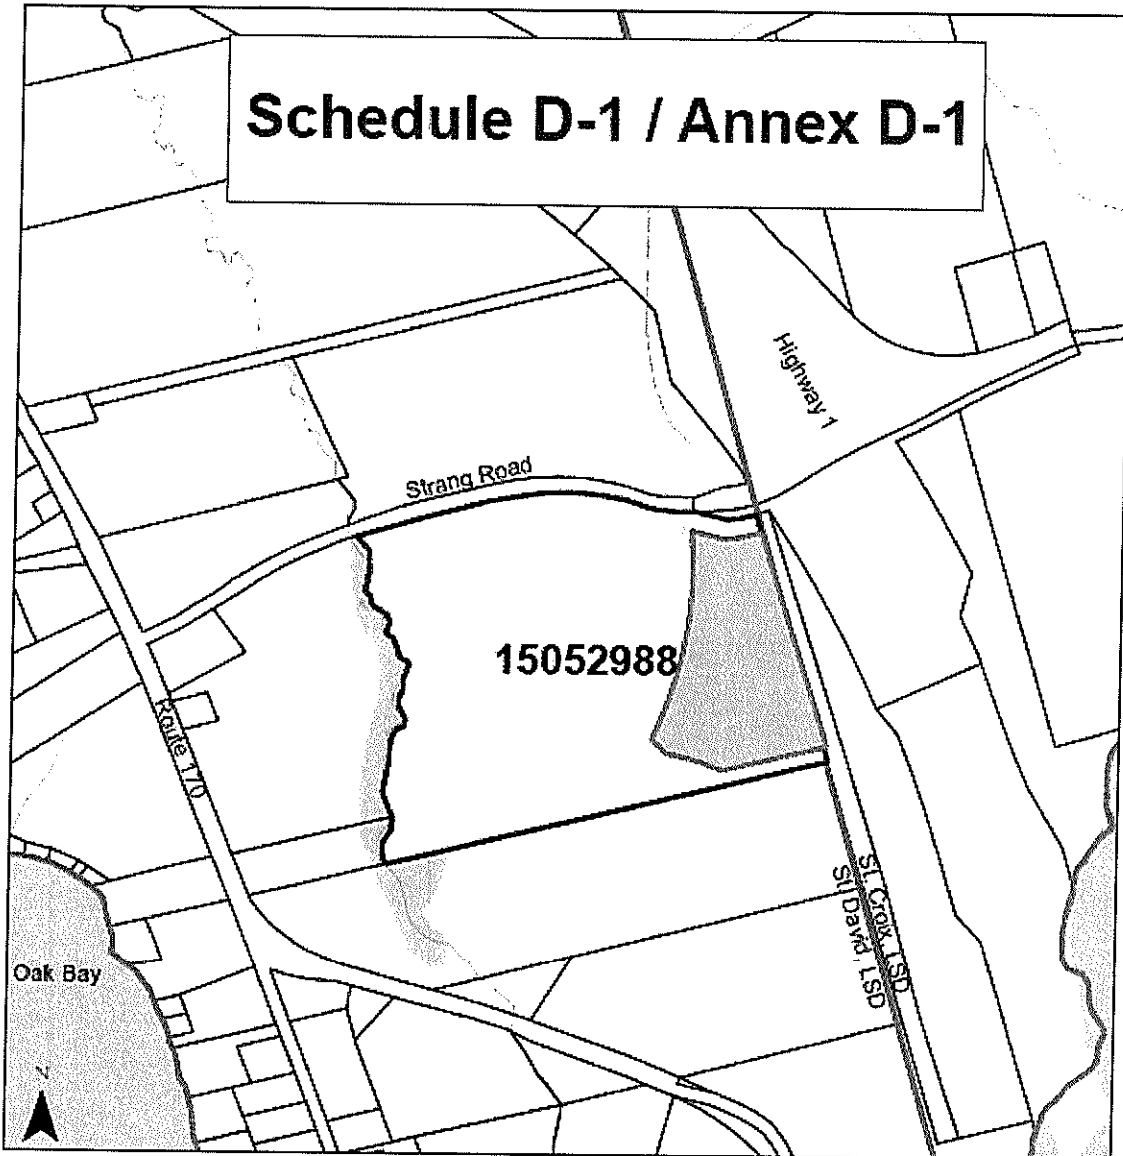 Schedule D-1 / Annex D-1
Highway 1
Strang Road
15052988
Route 170
St. Croix, LSD
St. David, LSD
Oak Bay
N